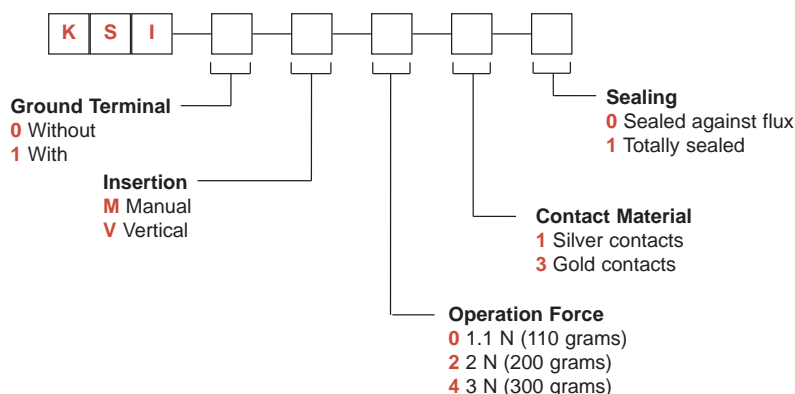 K S I
Ground Terminal
0 Without
1 With
Insertion
M Manual
V Vertical
Operation Force
0 1.1 N (110 grams)
2 2 N (200 grams)
4 3 N (300 grams)
Contact Material
1 Silver contacts
3 Gold contacts
Sealing
0 Sealed against flux
1 Totally sealed